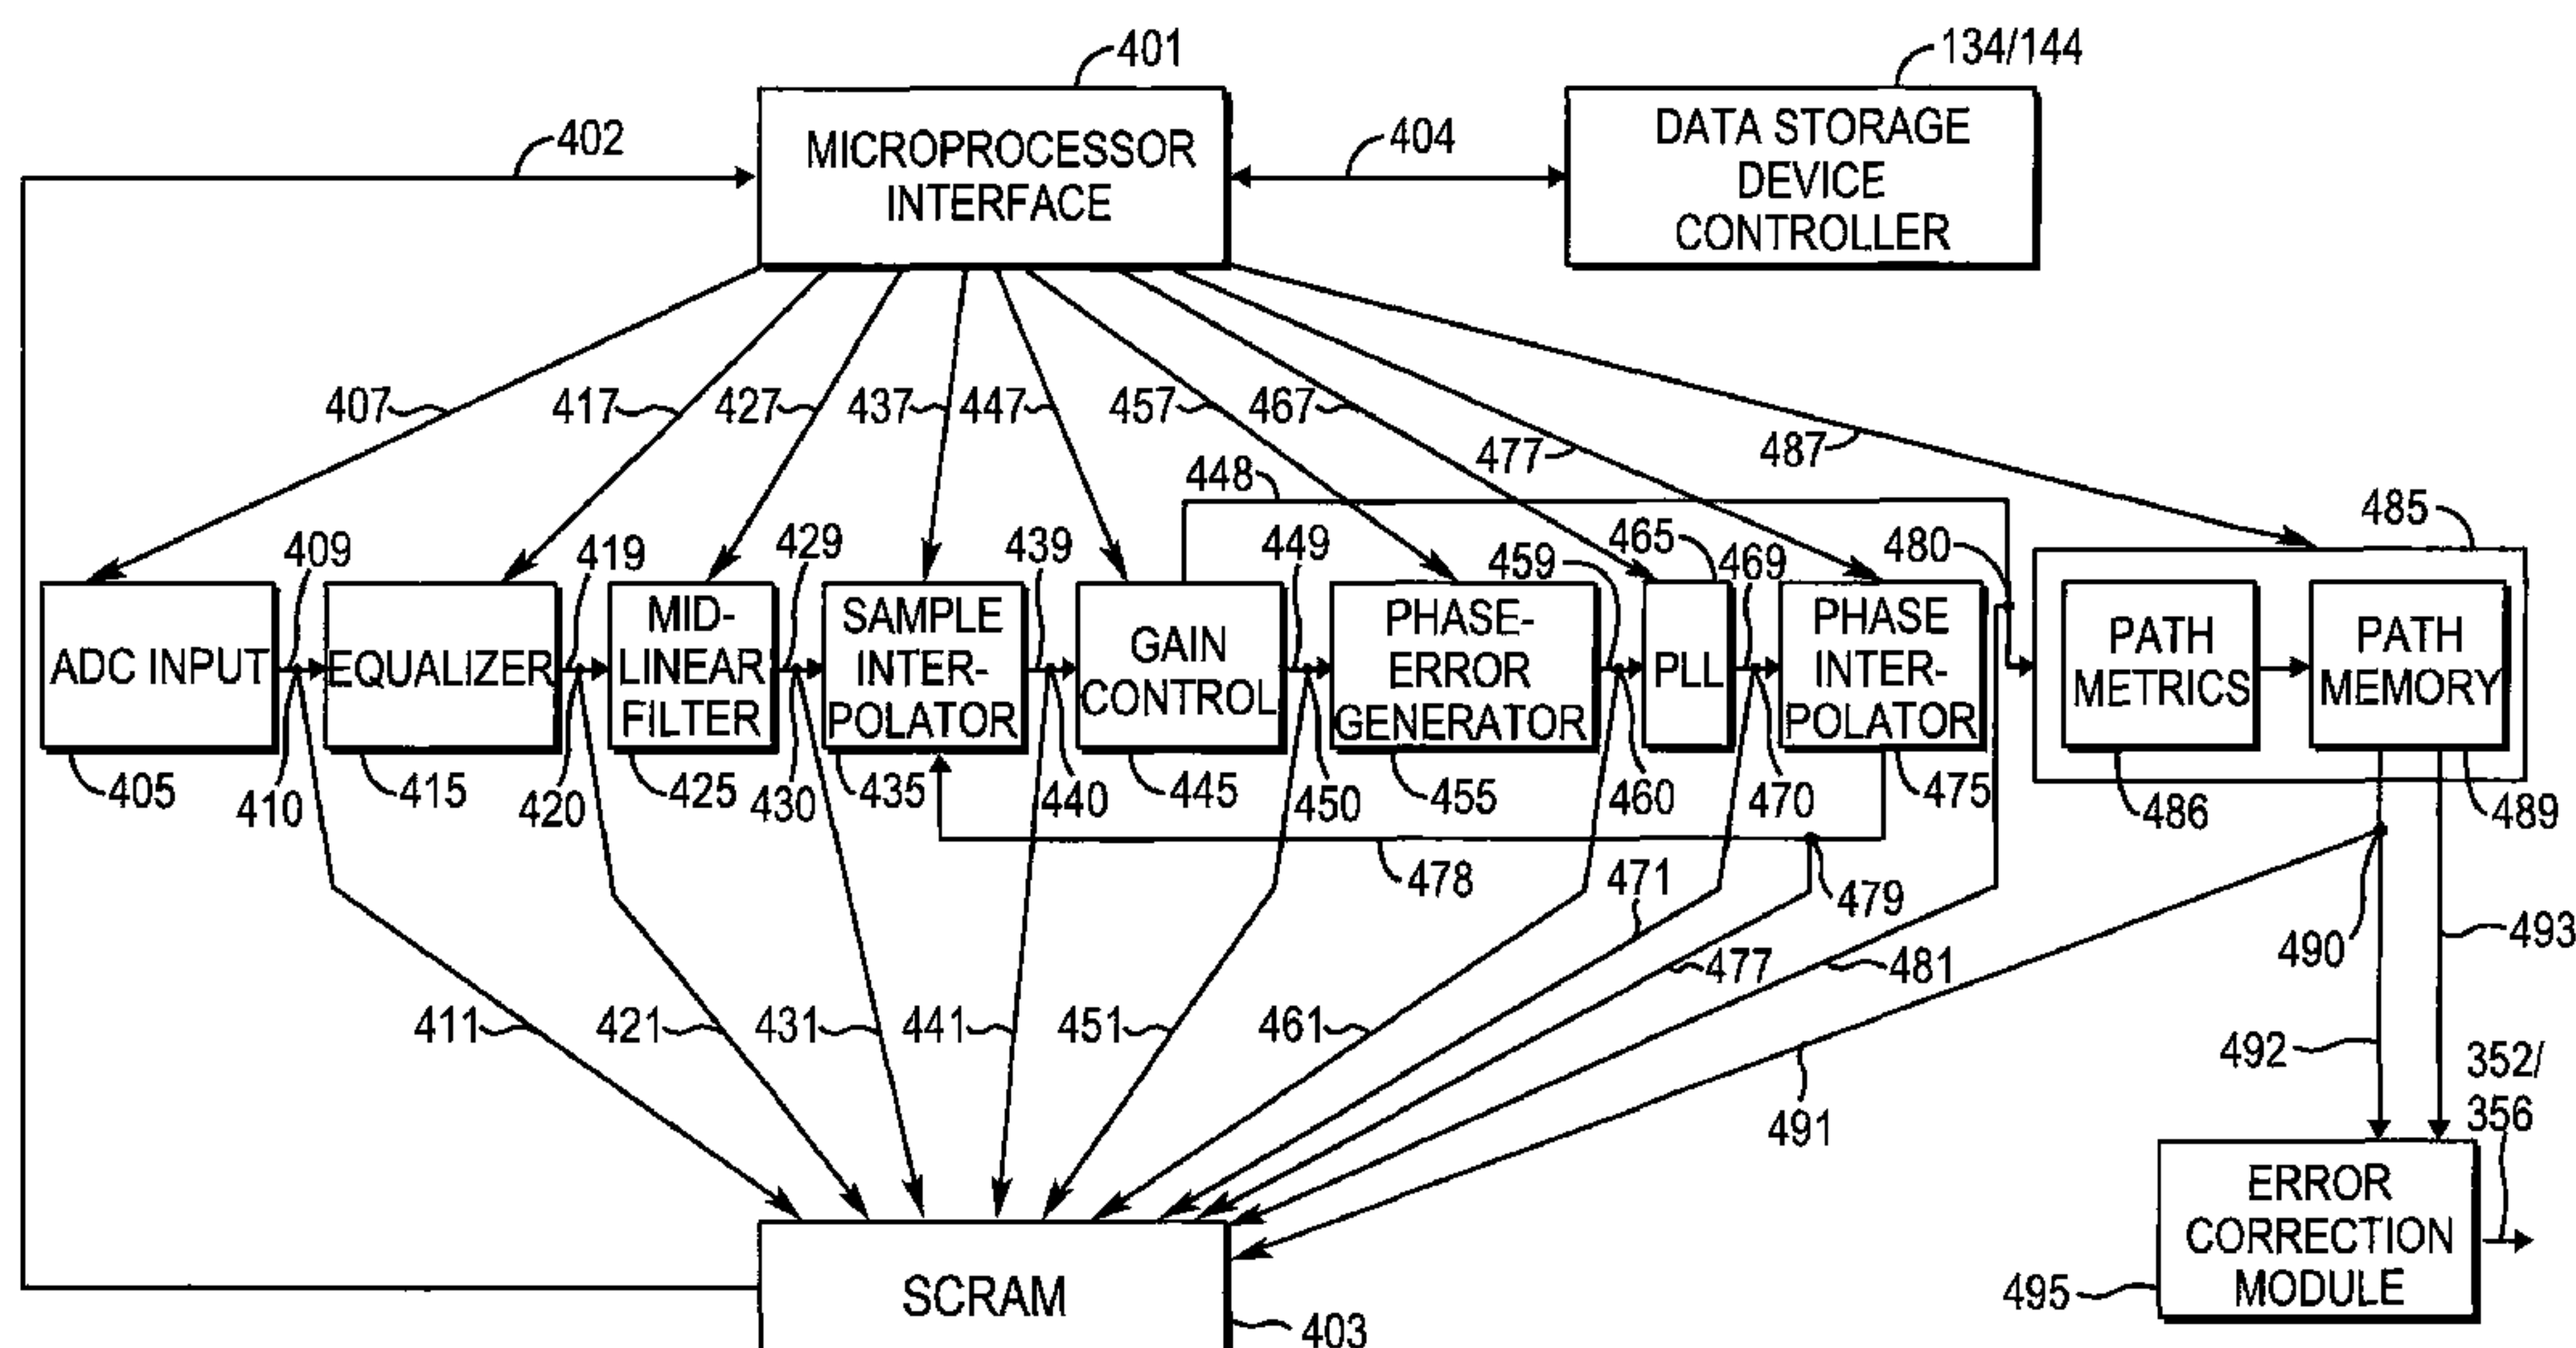 401
134/144
402
MICROPROCESSOR
INTERFACE
404
DATA STORAGE
DEVICE
CONTROLLER
407
417
427
437
447
457
467
477
487
448
409
419
429
439
449
459
465
469
480
485
ADC INPUT
EQUALIZER
MID-
LINEAR
FILTER
SAMPLE
INTER-
POLATOR
GAIN
CONTROL
PHASE-
ERROR
GENERATOR
PLL
PHASE
INTER-
POLATOR
PATH
METRICS
PATH
MEMORY
405
410
415
420
425
430
435
440
445
450
455
460
470
475
486
489
478
471
479
490
493
477
481
411
421
431
441
451
461
491
492
352/
356
SCRAM
403
ERROR
CORRECTION
MODULE
495